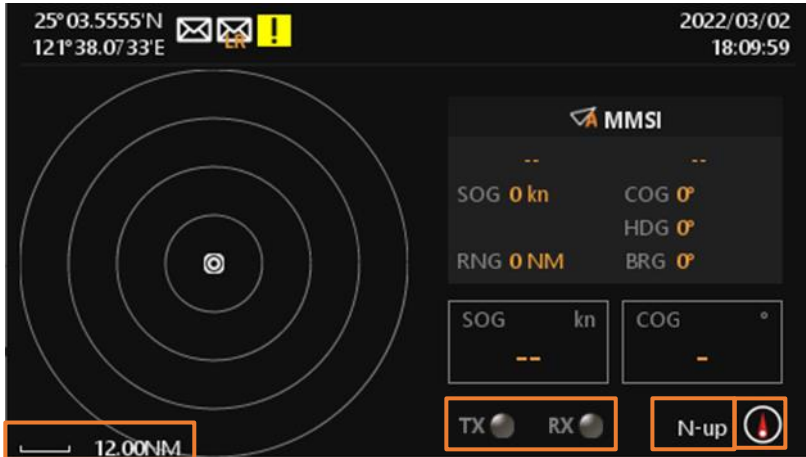 25°03.5555'N
121°38.0733'E
LR
!
2022/03/02
18:09:59
A MMSI
-- --
SOG 0 kn COG 0°
HDG 0°
RNG 0 NM BRG 0°
SOG kn
--
COG °
-
TX RX
N-up
12.00NM